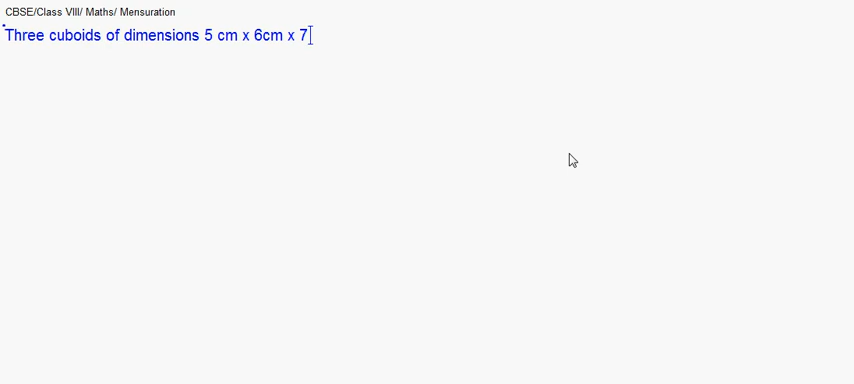 CBSE/Class VIII/ Maths/ Mensuration
Three cuboids of dimensions 5 cm x 6cm x 7